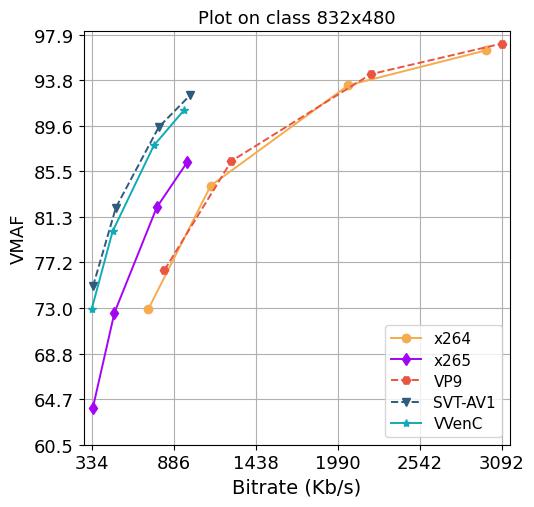 Plot on class 832x480
97.9
93.8
89.6
85.5
81.3
77.2
73.0
68.8
64.7
60.5
VMAF
x264
x265
VP9
SVT-AV1
VVenC
334 886 1438 1990 2542 3092
Bitrate (Kb/s)